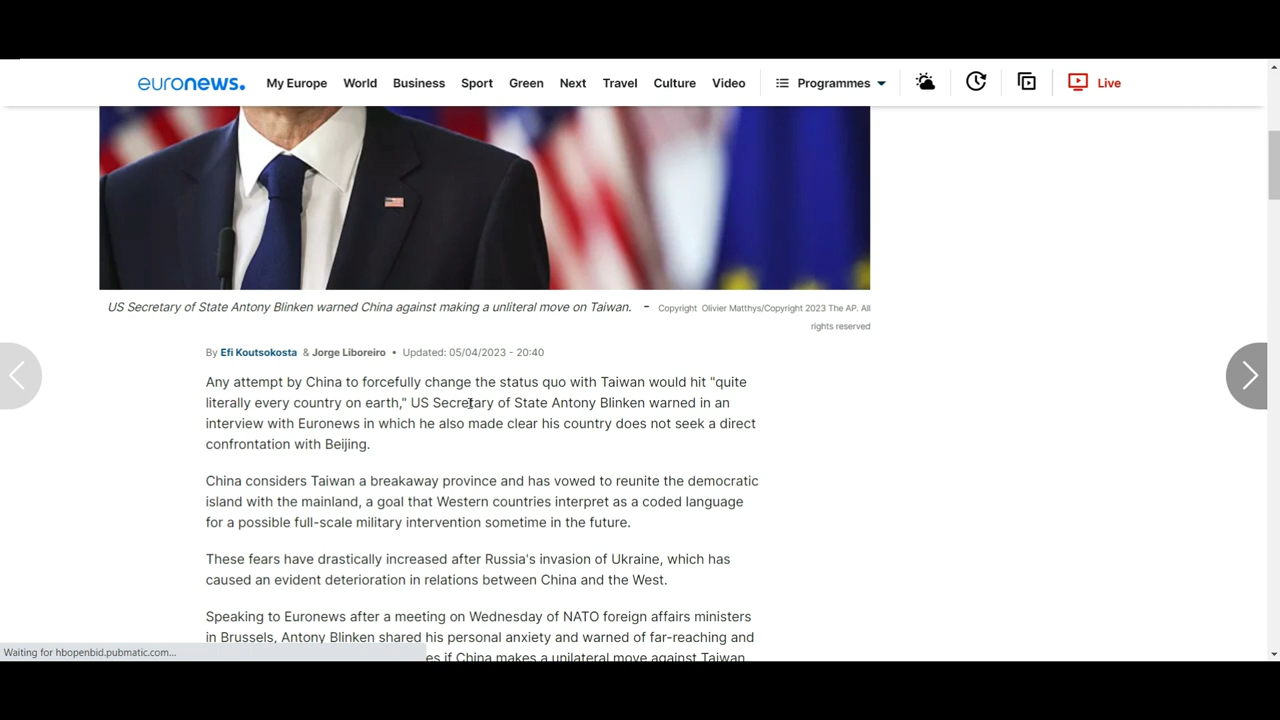 euronews. My Europe World Business Sport Green Next Travel Culture Video Programmes Live
US Secretary of State Antony Blinken warned China against making a unliteral move on Taiwan. - Copyright Olivier Matthys/Copyright 2023 The AP. All
rights reserved
By Efi Koutsokosta & Jorge Liboreiro • Updated: 05/04/2023 - 20:40
Any attempt by China to forcefully change the status quo with Taiwan would hit "quite
literally every country on earth," US Secretary of State Antony Blinken warned in an
interview with Euronews in which he also made clear his country does not seek a direct
confrontation with Beijing.
China considers Taiwan a breakaway province and has vowed to reunite the democratic
island with the mainland, a goal that Western countries interpret as a coded language
for a possible full-scale military intervention sometime in the future.
These fears have drastically increased after Russia's invasion of Ukraine, which has
caused an evident deterioration in relations between China and the West.
Speaking to Euronews after a meeting on Wednesday of NATO foreign affairs ministers
in Brussels, Antony Blinken shared his personal anxiety and warned of far-reaching and
es if China makes a unilateral move against Taiwan
Waiting for hbopenbid.pubmatic.com...